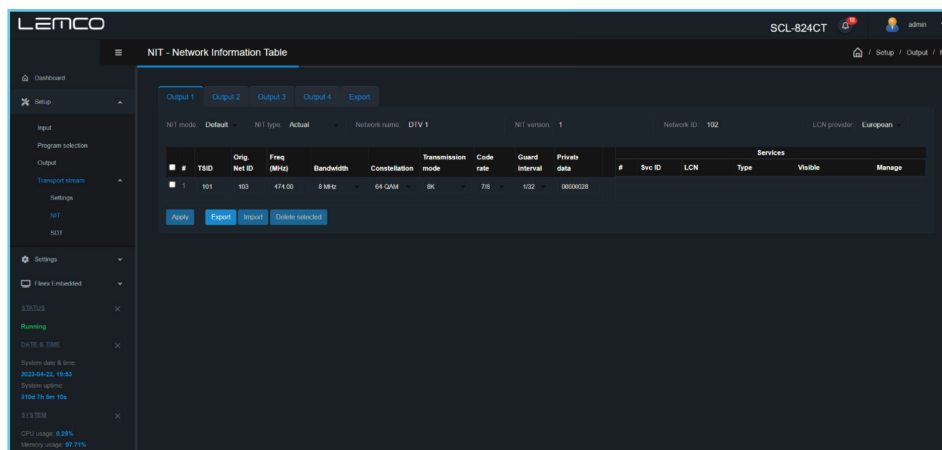 LEMCO
SCL-824CT
18
admin
NIT - Network Information Table
/ Setup / Output /
Dashboard
Setup
Input
Program selection
Output
Transport stream
Settings
NIT
SDT
Settings
Flees Embedded
STATUS
Running
DATE & TIME
System date & time:
2023-04-22, 19:53
System uptime:
310d 7h 5m 10s
SYSTEM
CPU usage: 0.29%
Memory usage: 97.71%
Output 1 Output 2 Output 3 Output 4 Export
NIT mode: Default NIT type: Actual Network name: DTV 1 NIT version: 1 Network ID: 102 LCN provider: European
Services
# TSID Orig. Net ID Freq (MHz) Bandwidth Constellation Transmission mode Code rate Guard interval Private data # Svc ID LCN Type Visible Manage
1 101 103 474.00 8 MHz 64 QAM 8K 7/8 1/32 00000028
Apply Export Import Delete selected